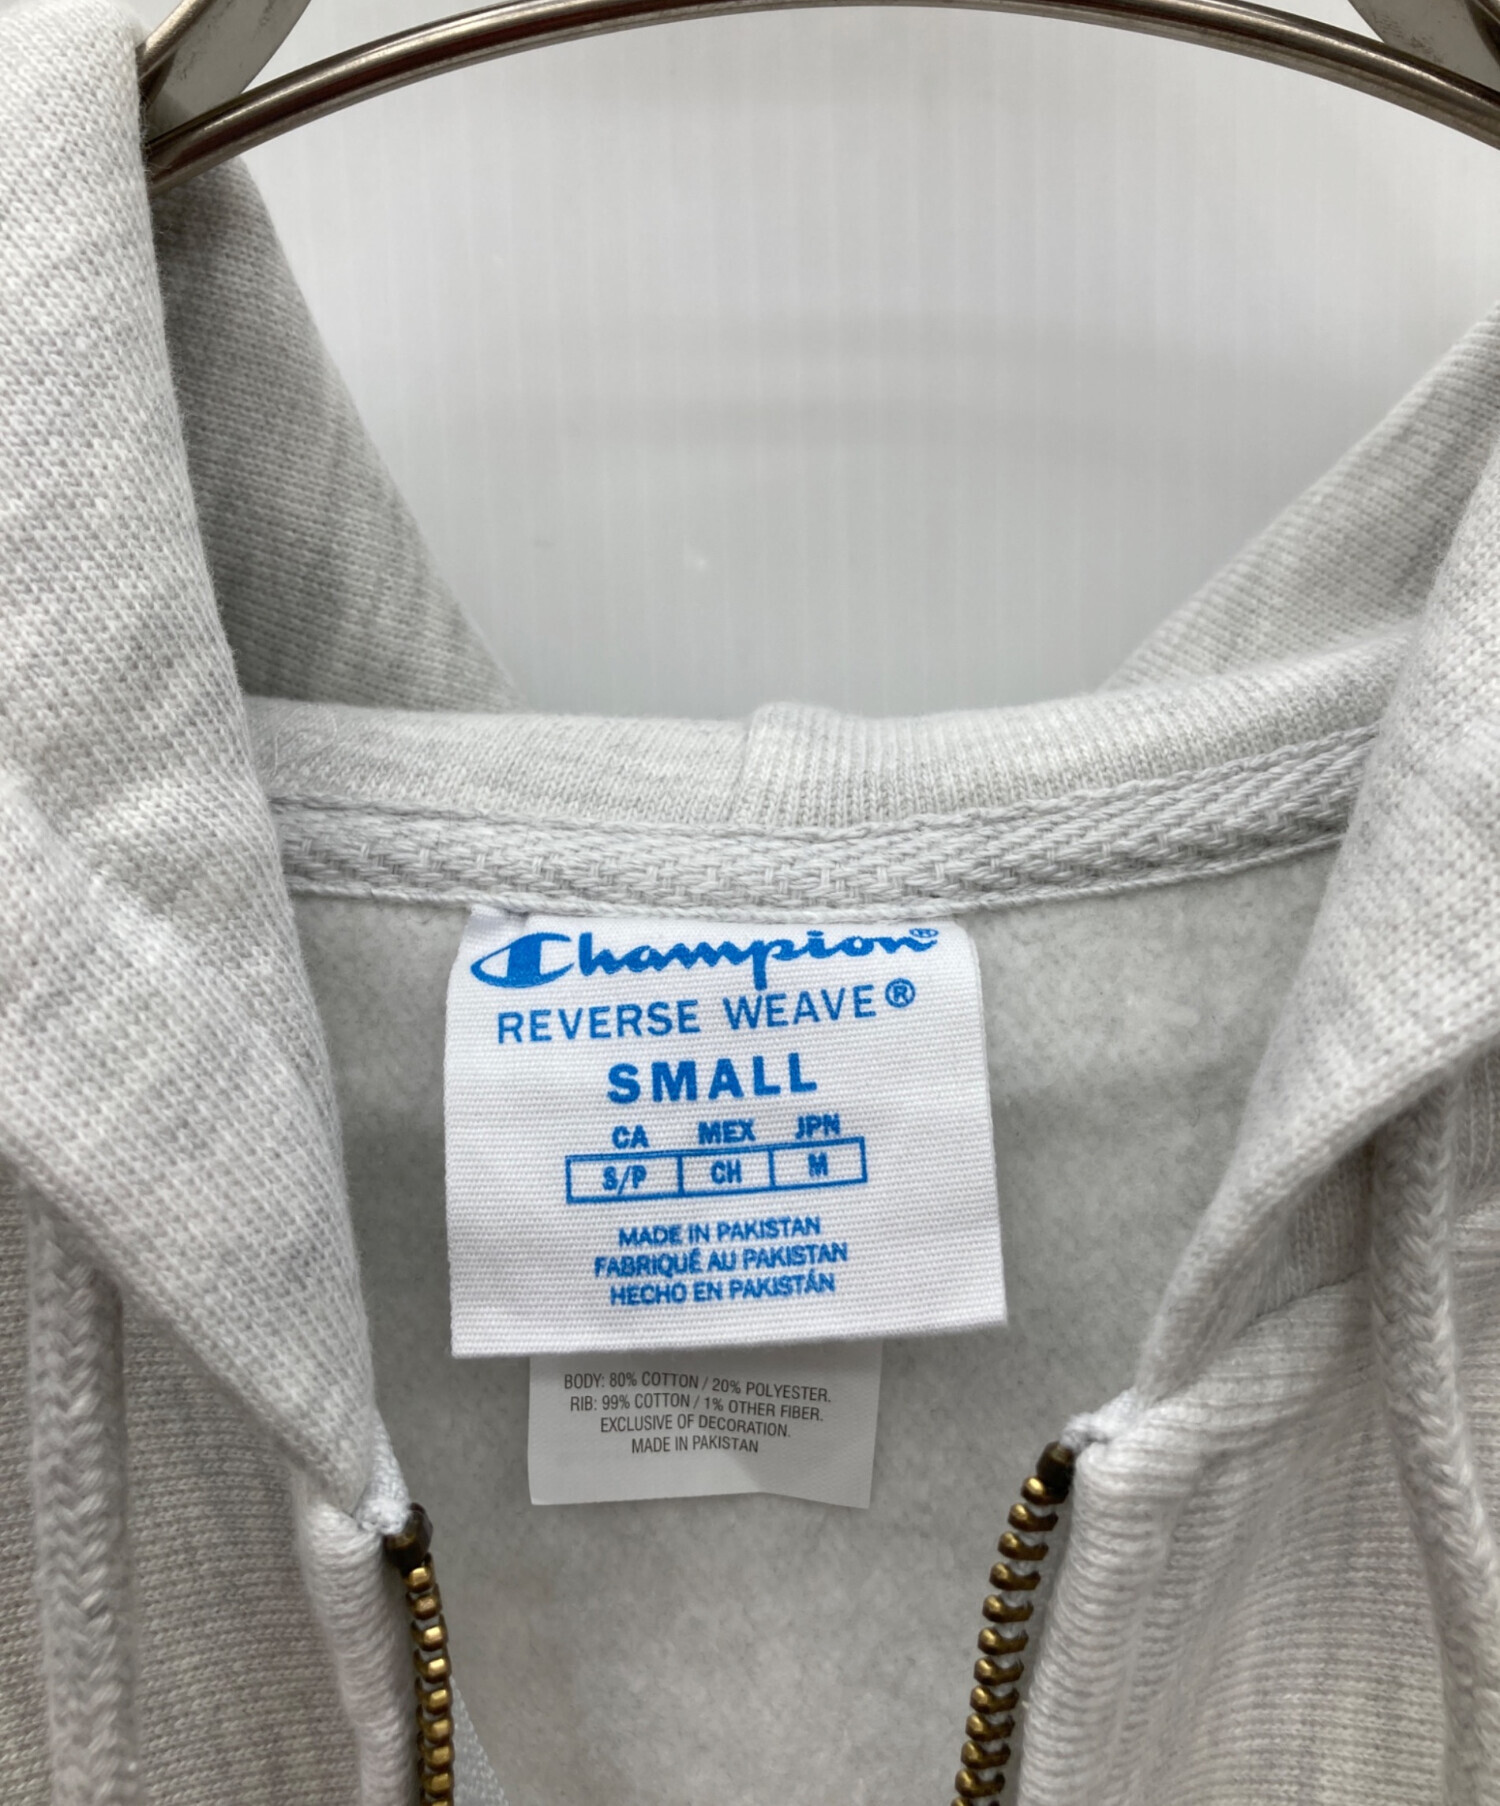 Champion®
REVERSE WEAVE®
SMALL
CA MEX JPN
S/P CH M
MADE IN PAKISTAN
FABRIQUÉ AU PAKISTAN
HECHO EN PAKISTÁN
BODY: 80% COTTON / 20% POLYESTER.
RIB: 99% COTTON / 1% OTHER FIBER.
EXCLUSIVE OF DECORATION.
MADE IN PAKISTAN